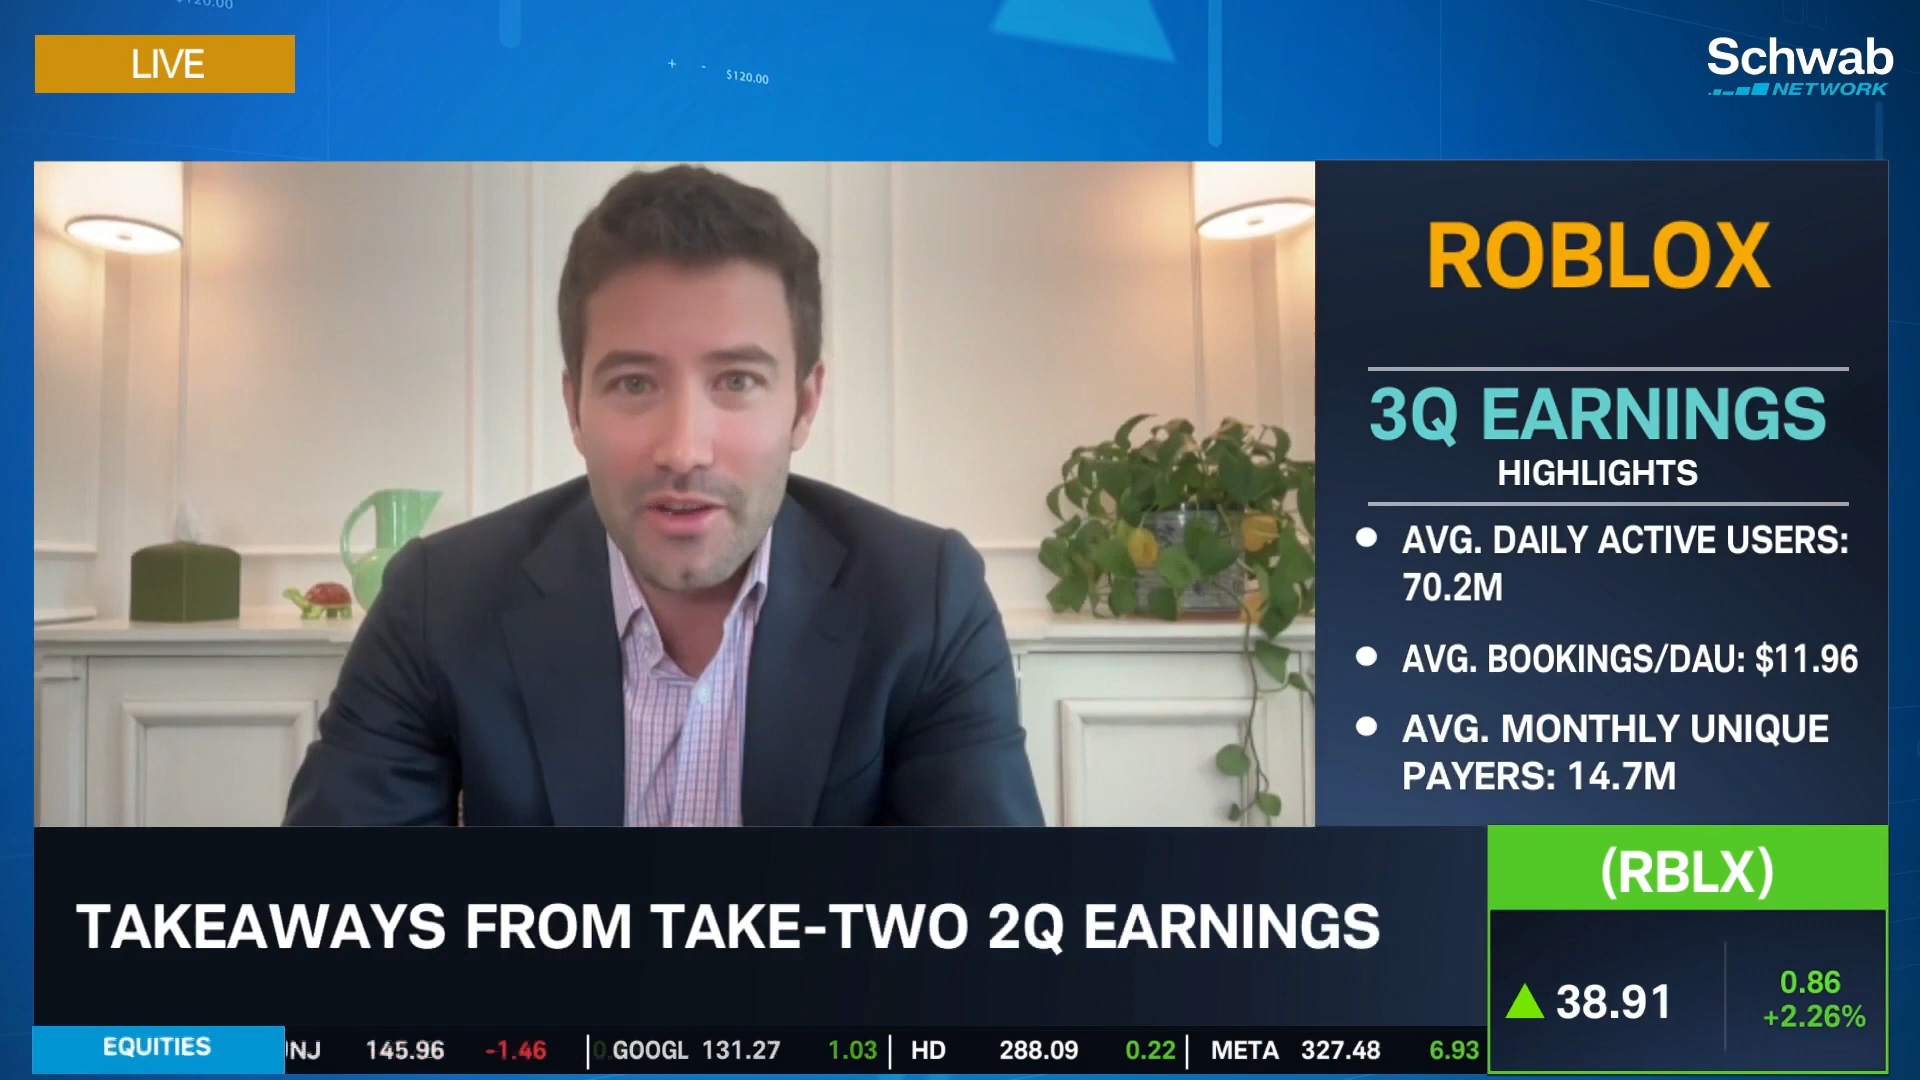 $120.00
LIVE
+ - $120.00
Schwab
NETWORK
ROBLOX
3Q EARNINGS
HIGHLIGHTS
● AVG. DAILY ACTIVE USERS:
70.2M
● AVG. BOOKINGS/DAU: $11.96
● AVG. MONTHLY UNIQUE
PAYERS: 14.7M
TAKEAWAYS FROM TAKE-TWO 2Q EARNINGS
(RBLX)
▲ 38.91
0.86
+2.26%
EQUITIES
NJ 145.96 -1.46 | GOOGL 131.27 1.03 | HD 288.09 0.22 | META 327.48 6.93